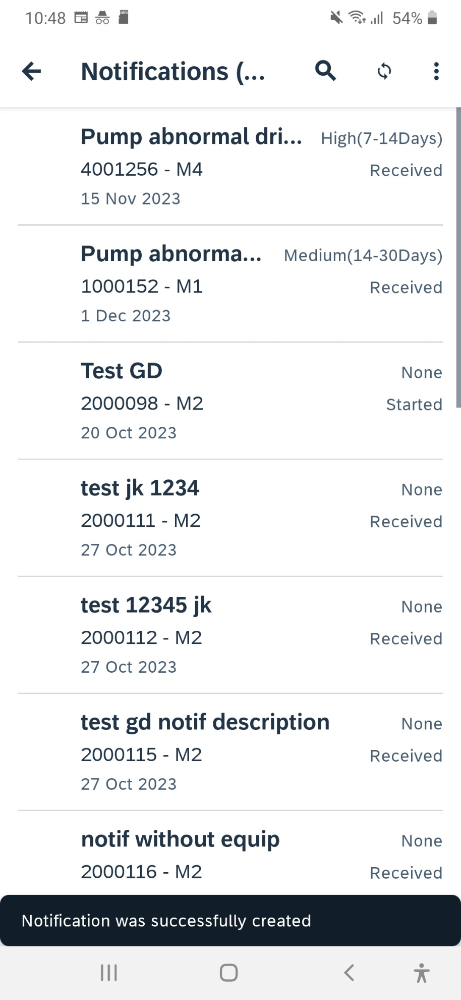 10:48 54%
Notifications (...
Pump abnormal dri... High(7-14Days)
4001256 - M4 Received
15 Nov 2023
Pump abnorma... Medium(14-30Days)
1000152 - M1 Received
1 Dec 2023
Test GD None
2000098 - M2 Started
20 Oct 2023
test jk 1234 None
2000111 - M2 Received
27 Oct 2023
test 12345 jk None
2000112 - M2 Received
27 Oct 2023
test gd notif description None
2000115 - M2 Received
27 Oct 2023
notif without equip None
2000116 - M2 Received
Notification was successfully created